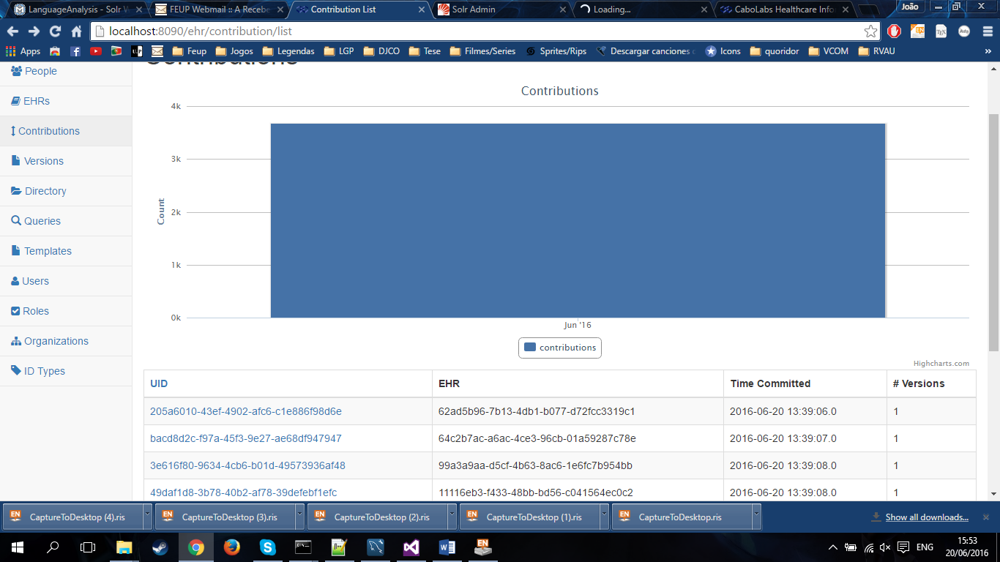 LanguageAnalysis - Solr W
FEUP Webmail :: A Recebe
Contribution List
Solr Admin
Loading...
CaboLabs Healthcare Info
João
localhost:8090/ehr/contribution/list
Apps
Feup
Jogos
Legendas
LGP
DJCO
Tese
Filmes/Series
Sprites/Rips
Descargar canciones
Icons
quoridor
VCOM
RVAU
»
People
EHRs
Contributions
Versions
Directory
Queries
Templates
Users
Roles
Organizations
ID Types
Contributions
Contributions
4k
3k
2k
1k
0k
Count
Jun '16
contributions
Highcharts.com
UID EHR Time Committed # Versions
205a6010-43ef-4902-afc6-c1e886f98d6e 62ad5b96-7b13-4db1-b077-d72fcc3319c1 2016-06-20 13:39:06.0 1
bacd8d2c-f97a-45f3-9e27-ae68df947947 64c2b7ac-a6ac-4ce3-96cb-01a59287c78e 2016-06-20 13:39:07.0 1
3e616f80-9634-4cb6-b01d-49573936af48 99a3a9aa-d5cf-4b63-8ac6-1e6fc7b954bb 2016-06-20 13:39:08.0 1
49daf1d8-3b78-40b2-af78-39defebf1efc 11116eb3-f433-48bb-bd56-c041564ec0c2 2016-06-20 13:39:08.0 1
EN CaptureToDesktop (4).ris
EN CaptureToDesktop (3).ris
EN CaptureToDesktop (2).ris
EN CaptureToDesktop (1).ris
EN CaptureToDesktop.ris
Show all downloads...
ENG
15:53
20/06/2016